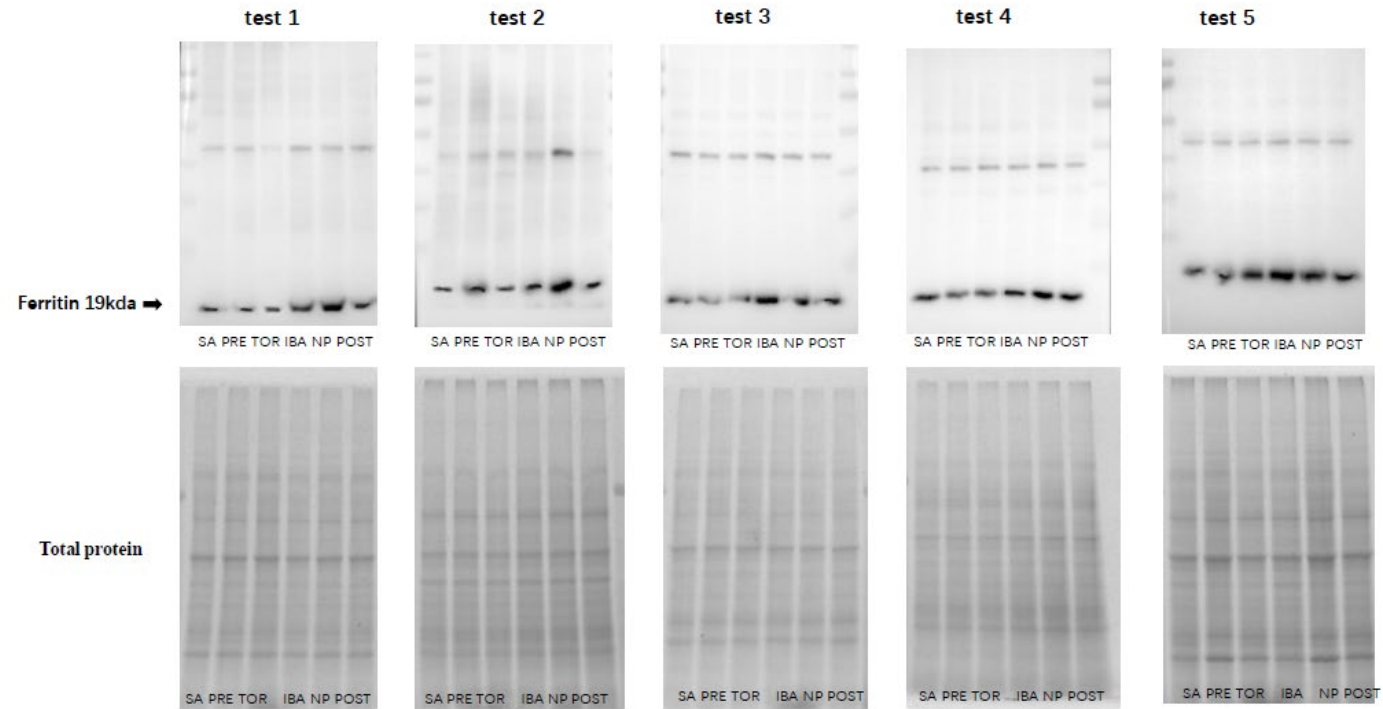 test 1 test 2 test 3 test 4 test 5
Ferritin 19kda ➡
SA PRE TOR IBA NP POST SA PRE TOR IBA NP POST SA PRE TOR IBA NP POST SA PRE TOR IBA NP POST SA PRE TOR IBA NP POST
Total protein
SA PRE TOR IBA NP POST SA PRE TOR IBA NP POST SA PRE TOR IBA NP POST SA PRE TOR IBA NP POST SA PRE TOR IBA NP POST